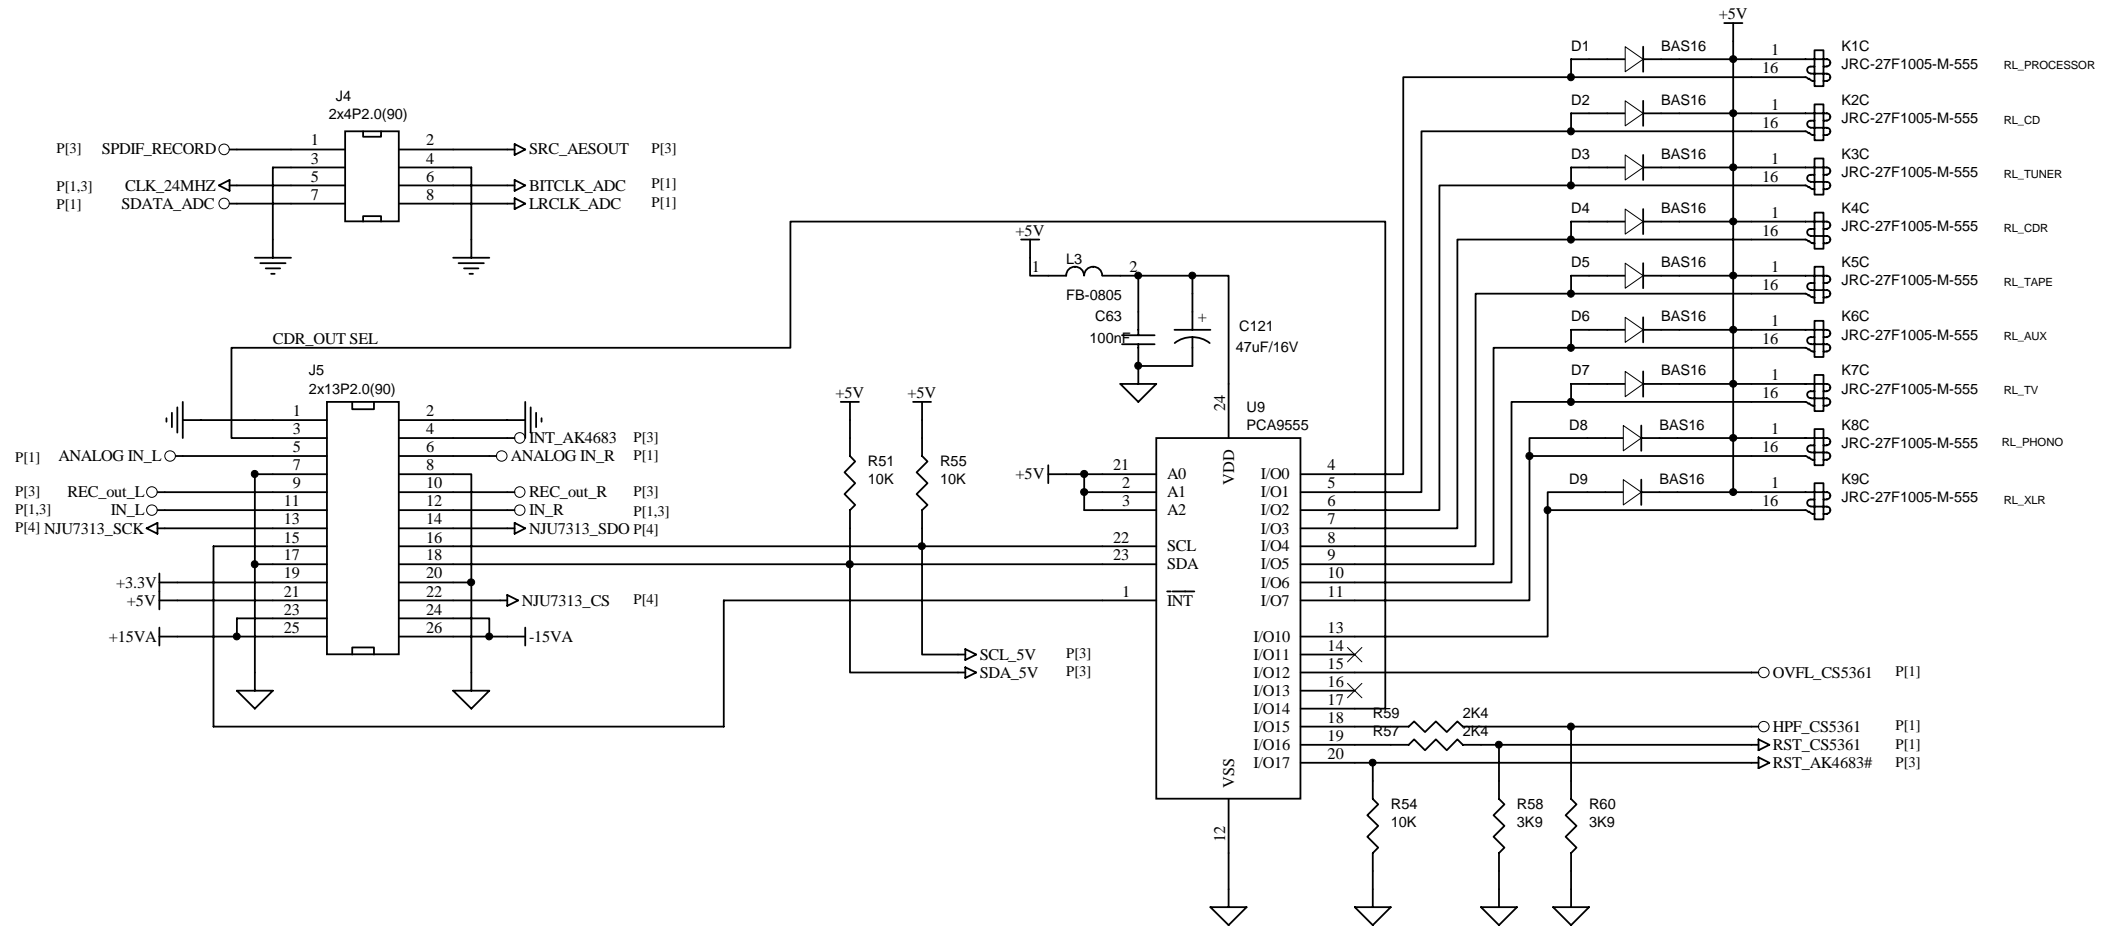 J4
2x4P2.0(90)
P[3] SPDIF_RECORD 1 2 SRC_AESOUT P[3]
3 4
P[1,3] CLK_24MHZ 5 6 BITCLK_ADC P[1]
P[1] SDATA_ADC 7 8 LRCLK_ADC P[1]
CDR_OUT SEL
J5
2x13P2.0(90)
1 2
3 4 INT_AK4683 P[3]
P[1] ANALOG IN_L 5 6 ANALOG IN_R P[1]
7 8
P[3] REC_out_L 9 10 REC_out_R P[3]
P[1,3] IN_L 11 12 IN_R P[1,3]
P[4] NJU7313_SCK 13 14 NJU7313_SDO P[4]
15 16
17 18
+3.3V 19 20
+5V 21 22 NJU7313_CS P[4]
23 24
+15VA 25 26 -15VA
+5V
1 L3 2
FB-0805
C63
100nF
+
C121
47uF/16V
+5V +5V
R51
10K
R55
10K
SCL_5V P[3]
SDA_5V P[3]
U9
PCA9555
24
VDD
+5V 21 A0 I/O0 4
2 A1 I/O1 5
3 A2 I/O2 6
I/O3 7
22 SCL I/O4 8
23 SDA I/O5 9
I/O6 10
1 INT I/O7 11
I/O10 13
I/O11 14
I/O12 15 OVFL_CS5361 P[1]
I/O13 16
I/O14 17
I/O15 18 R59 2K4 HPF_CS5361 P[1]
I/O16 19 R57 2K4 RST_CS5361 P[1]
I/O17 20 RST_AK4683# P[3]
VSS
12
R54
10K
R58
3K9
R60
3K9
+5V
D1 BAS16 1 K1C
16 JRC-27F1005-M-555 RL_PROCESSOR
D2 BAS16 1 K2C
16 JRC-27F1005-M-555 RL_CD
D3 BAS16 1 K3C
16 JRC-27F1005-M-555 RL_TUNER
D4 BAS16 1 K4C
16 JRC-27F1005-M-555 RL_CDR
D5 BAS16 1 K5C
16 JRC-27F1005-M-555 RL_TAPE
D6 BAS16 1 K6C
16 JRC-27F1005-M-555 RL_AUX
D7 BAS16 1 K7C
16 JRC-27F1005-M-555 RL_TV
D8 BAS16 1 K8C
16 JRC-27F1005-M-555 RL_PHONO
D9 BAS16 1 K9C
16 JRC-27F1005-M-555 RL_XLR